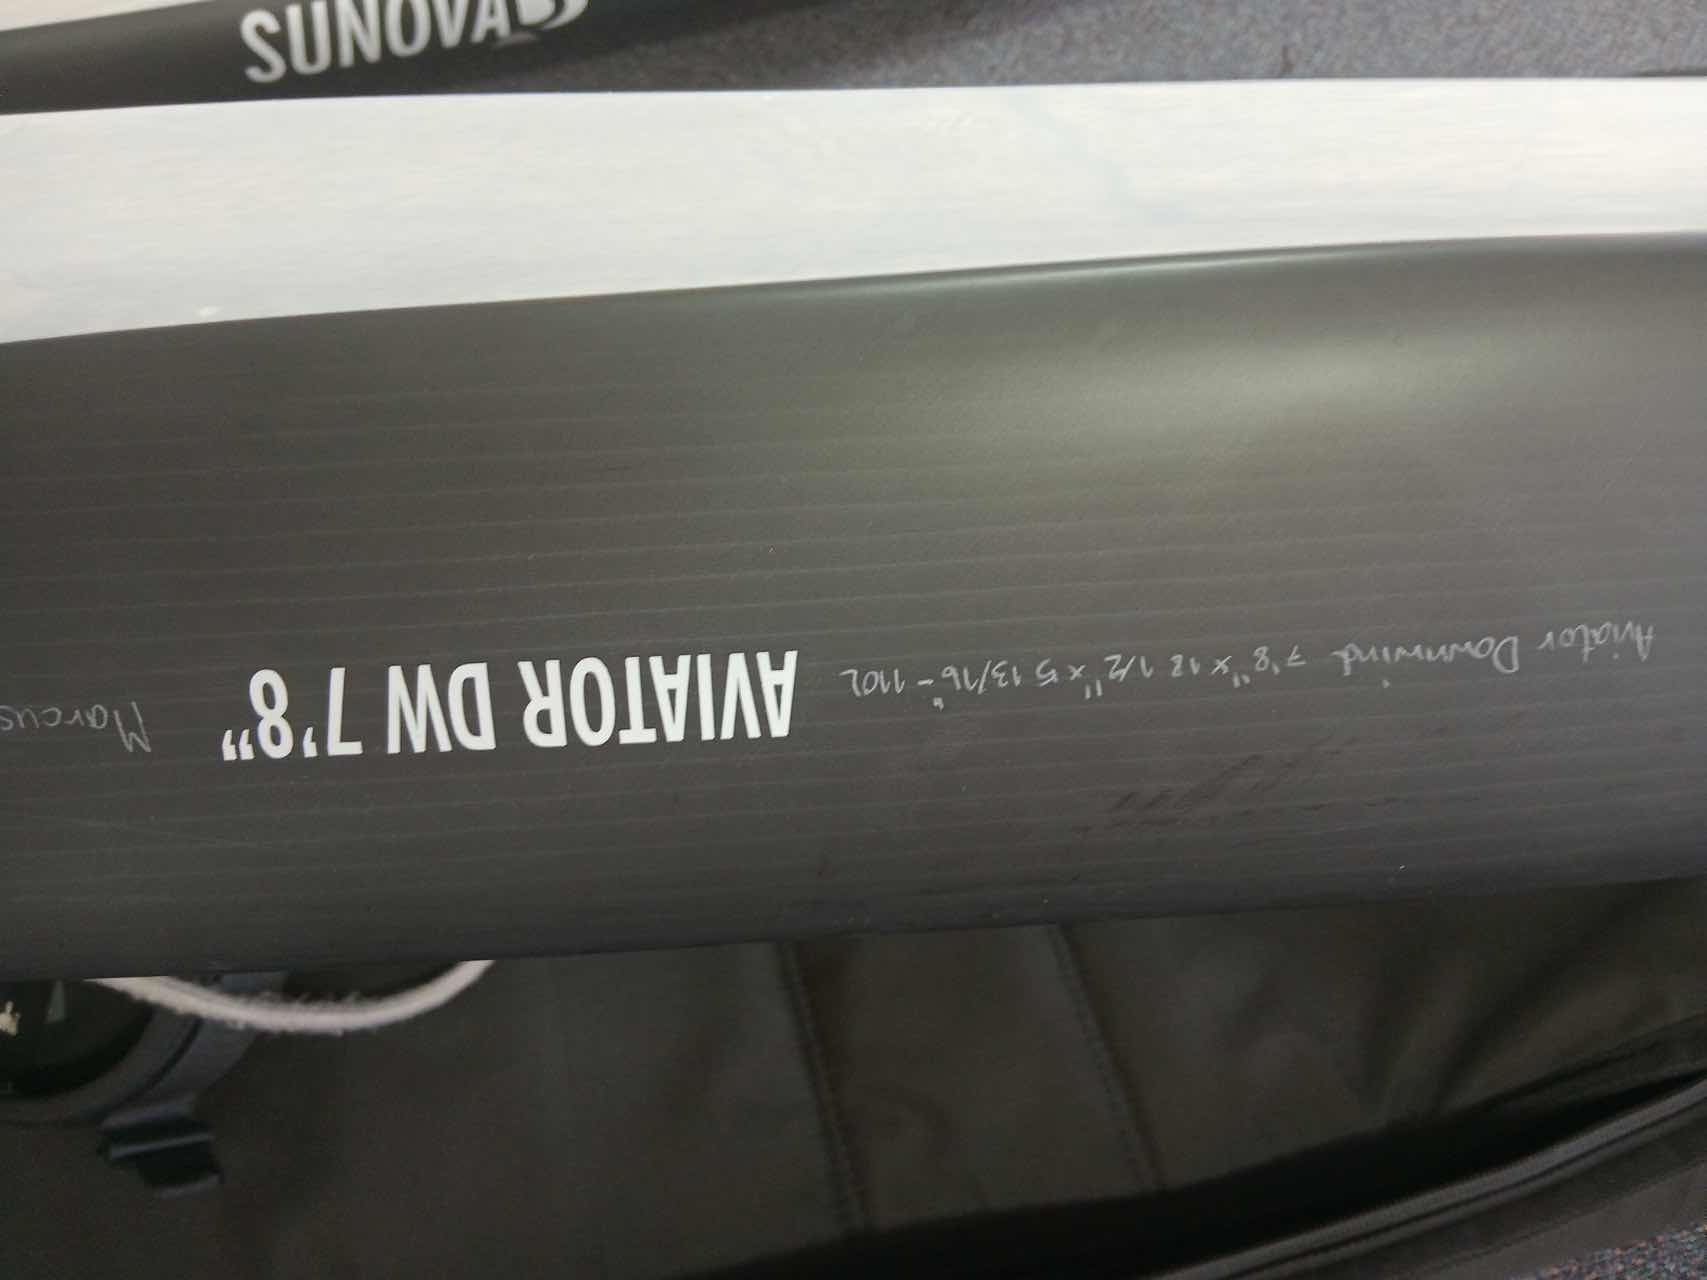 SUNOVA
Aviator Downwind 7'8" x 18 1/2" x 5 13/16" - 110L
AVIATOR DW 7'8"
Marcus